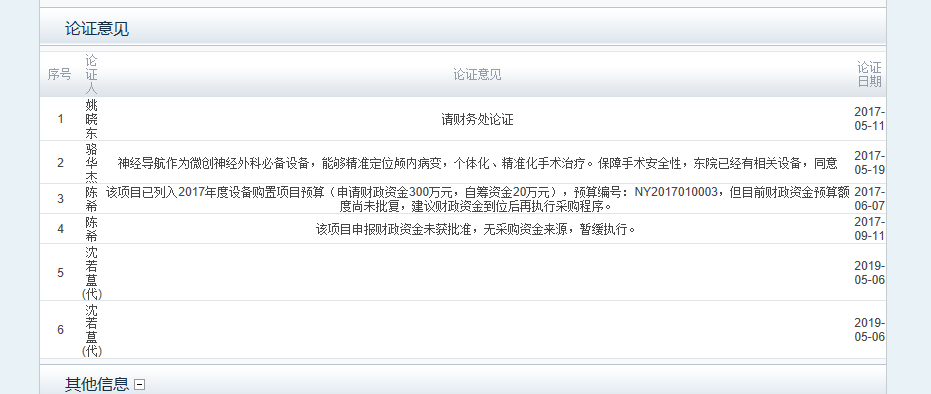 论证意见
序号 论证人 论证意见 论证日期
1 姚晓东 请财务处论证 2017-05-11
2 骆华杰 神经导航作为微创神经外科必备设备，能够精准定位颅内病变，个体化、精准化手术治疗。保障手术安全性，东院已经有相关设备，同意 2017-05-19
3 陈希 该项目已列入2017年度设备购置项目预算（申请财政资金300万元，自筹资金20万元），预算编号：NY2017010003，但目前财政资金预算额度尚未批复，建议财政资金到位后再执行采购程序。 2017-06-07
4 陈希 该项目申报财政资金未获批准，无采购资金来源，暂缓执行。 2017-09-11
5 沈若 (代) 2019-05-06
6 沈若 (代) 2019-05-06
其他信息